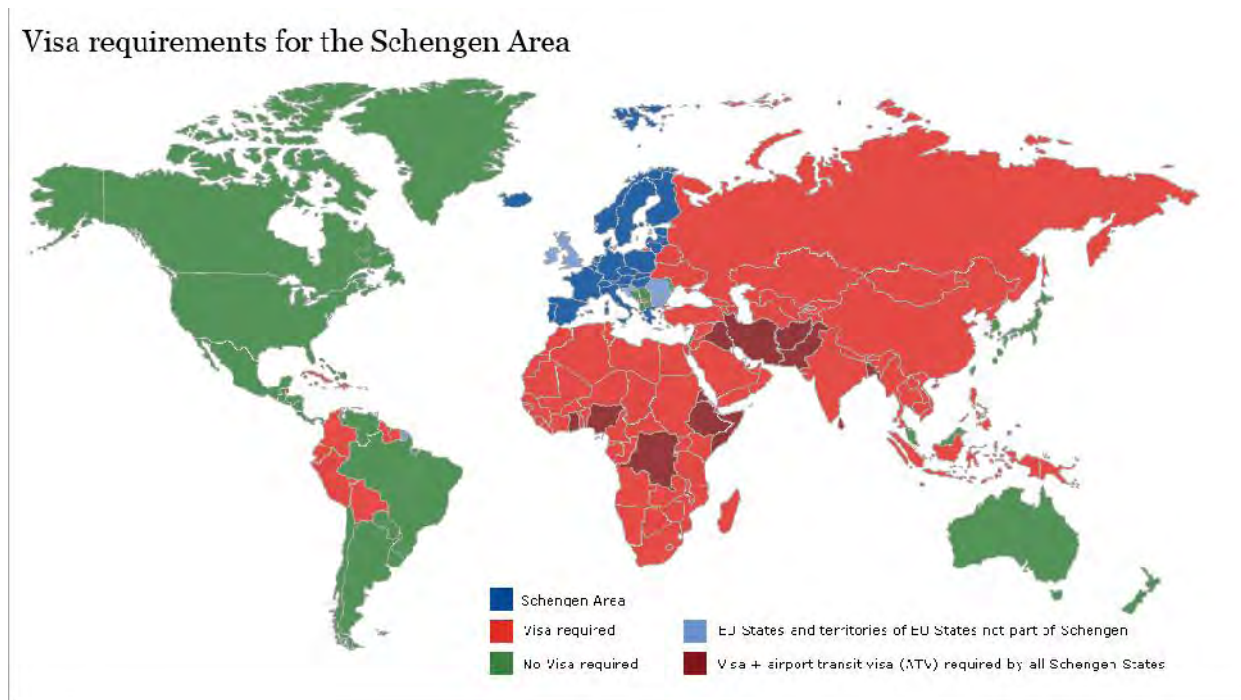 Visa requirements for the Schengen Area
Schengen Area
Visa required
EU States and territories of EU States not part of Schengen
No Visa required
Visa + airport transit visa (ATV) required by all Schengen States